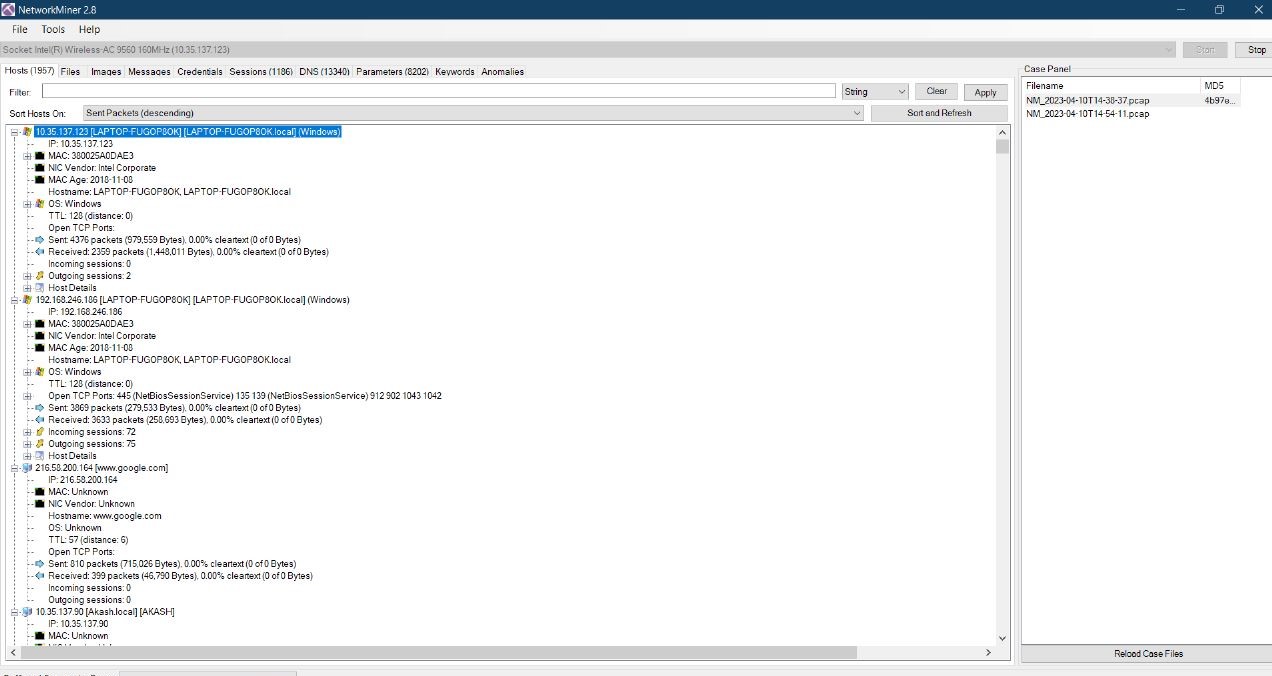 NetworkMiner 2.8
File Tools Help
Socket: Intel(R) Wireless-AC 9560 160MHz (10.35.137.123)
Start Stop
Hosts (1957) Files Images Messages Credentials Sessions (1186) DNS (13340) Parameters (8202) Keywords Anomalies
Filter: String Clear Apply
Sort Hosts On: Sent Packets (descending) Sort and Refresh
10.35.137.123 [LAPTOP-FUGOP8OK] [LAPTOP-FUGOP8OK.local] (Windows)
IP: 10.35.137.123
MAC: 380025A0DAE3
NIC Vendor: Intel Corporate
MAC Age: 2018-11-08
Hostname: LAPTOP-FUGOP8OK, LAPTOP-FUGOP8OK.local
OS: Windows
TTL: 128 (distance: 0)
Open TCP Ports:
Sent: 4376 packets (979,559 Bytes), 0.00% cleartext (0 of 0 Bytes)
Received: 2359 packets (1,448,011 Bytes), 0.00% cleartext (0 of 0 Bytes)
Incoming sessions: 0
Outgoing sessions: 2
Host Details
192.168.246.186 [LAPTOP-FUGOP8OK] [LAPTOP-FUGOP8OK.local] (Windows)
IP: 192.168.246.186
MAC: 380025A0DAE3
NIC Vendor: Intel Corporate
MAC Age: 2018-11-08
Hostname: LAPTOP-FUGOP8OK, LAPTOP-FUGOP8OK.local
OS: Windows
TTL: 128 (distance: 0)
Open TCP Ports: 445 (NetBiosSessionService) 135 139 (NetBiosSessionService) 912 902 1043 1042
Sent: 3869 packets (279,533 Bytes), 0.00% cleartext (0 of 0 Bytes)
Received: 3633 packets (258,693 Bytes), 0.00% cleartext (0 of 0 Bytes)
Incoming sessions: 72
Outgoing sessions: 75
Host Details
216.58.200.164 [www.google.com]
IP: 216.58.200.164
MAC: Unknown
NIC Vendor: Unknown
Hostname: www.google.com
OS: Unknown
TTL: 57 (distance: 6)
Open TCP Ports:
Sent: 810 packets (715,026 Bytes), 0.00% cleartext (0 of 0 Bytes)
Received: 399 packets (46,790 Bytes), 0.00% cleartext (0 of 0 Bytes)
Incoming sessions: 0
Outgoing sessions: 0
10.35.137.90 [Akash.local] [AKASH]
IP: 10.35.137.90
MAC: Unknown
Case Panel
Filename MD5
NM_2023-04-10T14-38-37.pcap 4b97e...
NM_2023-04-10T14-54-11.pcap
Reload Case Files